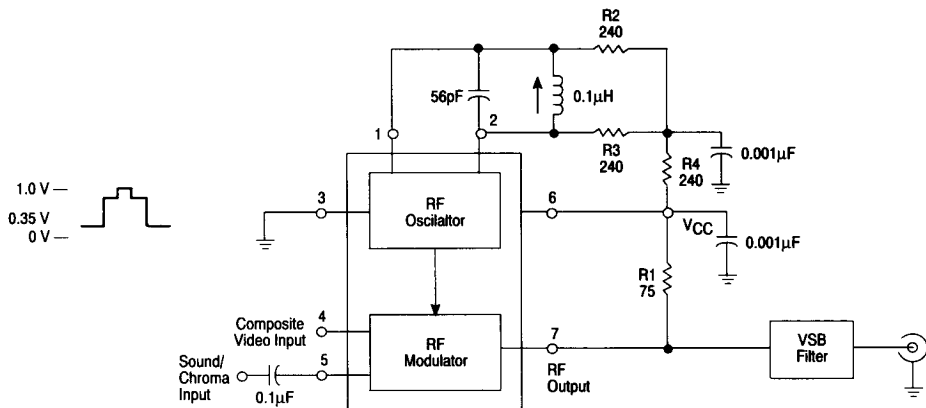 R2
240
56pF
0.1μH
1
2
R3
240
R4
240
0.001μF
1.0 V
0.35 V
0 V
3
RF
Oscilaltor
6
VCC
0.001μF
R1
75
Composite
Video Input
4
Sound/
Chroma
Input
0.1μF
5
RF
Modulator
7
RF
Output
VSB
Filter